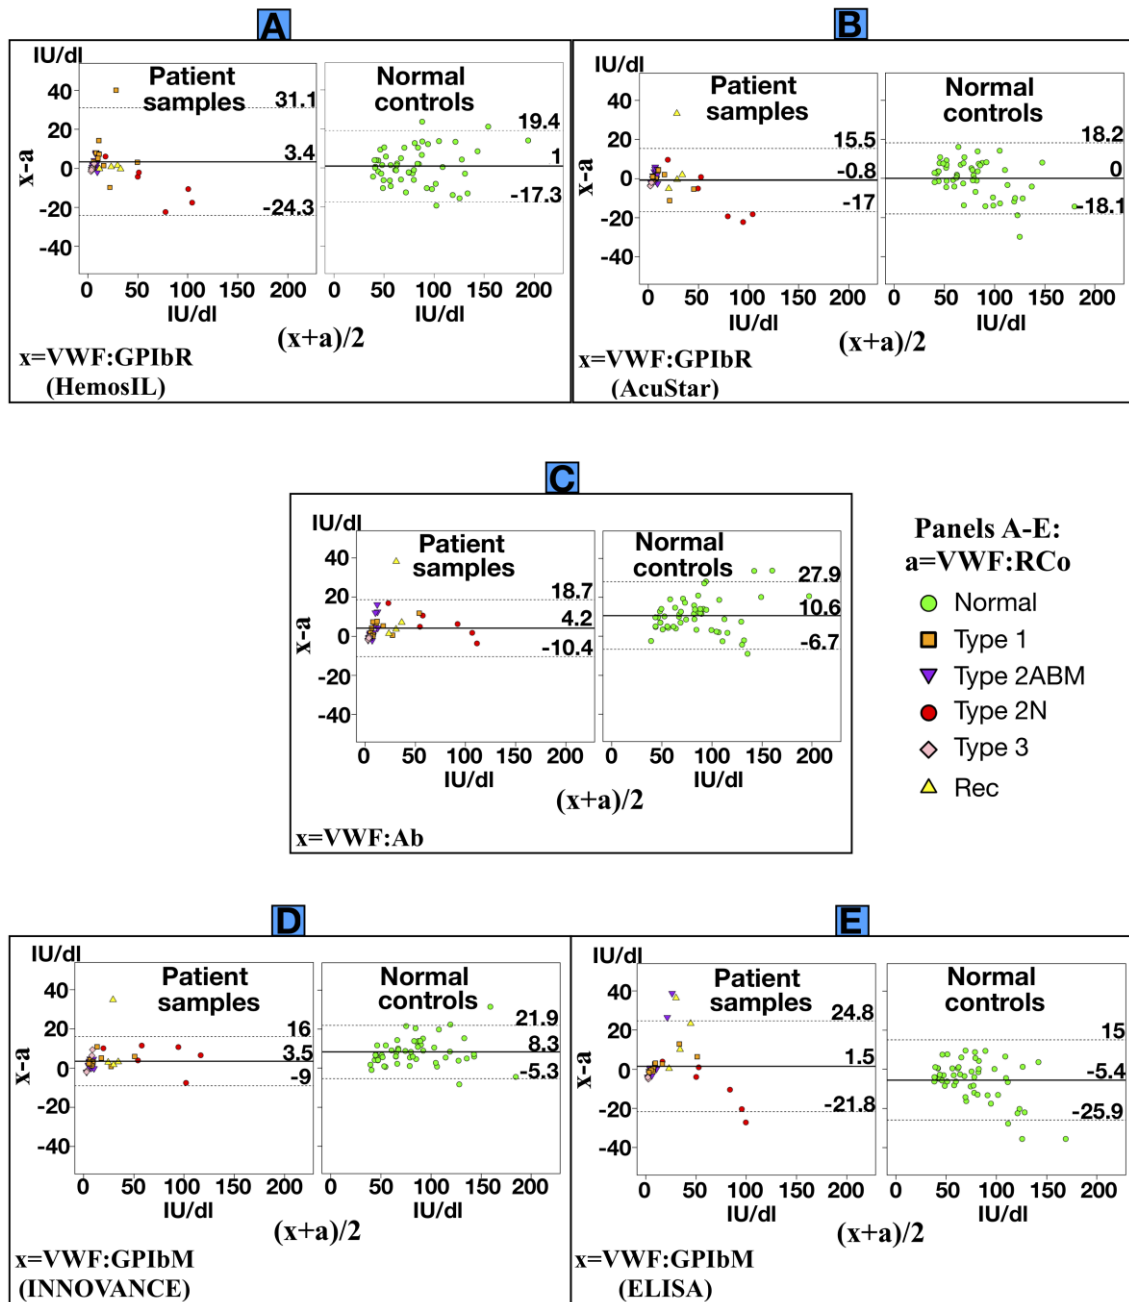 A
IU/dl
Patient
samples
Normal
controls
x-a
40
20
0
-20
-40
31.1
3.4
-24.3
19.4
1
-17.3
0 50 100 150 200
0 50 100 150 200
IU/dl
IU/dl
(x+a)/2
x=VWF:GPIbR
(HemosIL)
B
IU/dl
Patient
samples
Normal
controls
x-a
40
20
0
-20
-40
15.5
-0.8
-17
18.2
0
-18.1
0 50 100 150 200
0 50 100 150 200
IU/dl
IU/dl
(x+a)/2
x=VWF:GPIbR
(AcuStar)
C
IU/dl
Patient
samples
Normal
controls
x-a
40
20
0
-20
-40
18.7
4.2
-10.4
27.9
10.6
-6.7
0 50 100 150 200
0 50 100 150 200
IU/dl
IU/dl
(x+a)/2
x=VWF:Ab
Panels A-E:
a=VWF:RCo
Normal
Type 1
Type 2ABM
Type 2N
Type 3
Rec
D
IU/dl
Patient
samples
Normal
controls
x-a
40
20
0
-20
-40
16
3.5
-9
21.9
8.3
-5.3
0 50 100 150 200
0 50 100 150 200
IU/dl
IU/dl
(x+a)/2
x=VWF:GPIbM
(INNOVANCE)
E
IU/dl
Patient
samples
Normal
controls
x-a
40
20
0
-20
-40
24.8
1.5
-21.8
15
-5.4
-25.9
0 50 100 150 200
0 50 100 150 200
IU/dl
IU/dl
(x+a)/2
x=VWF:GPIbM
(ELISA)